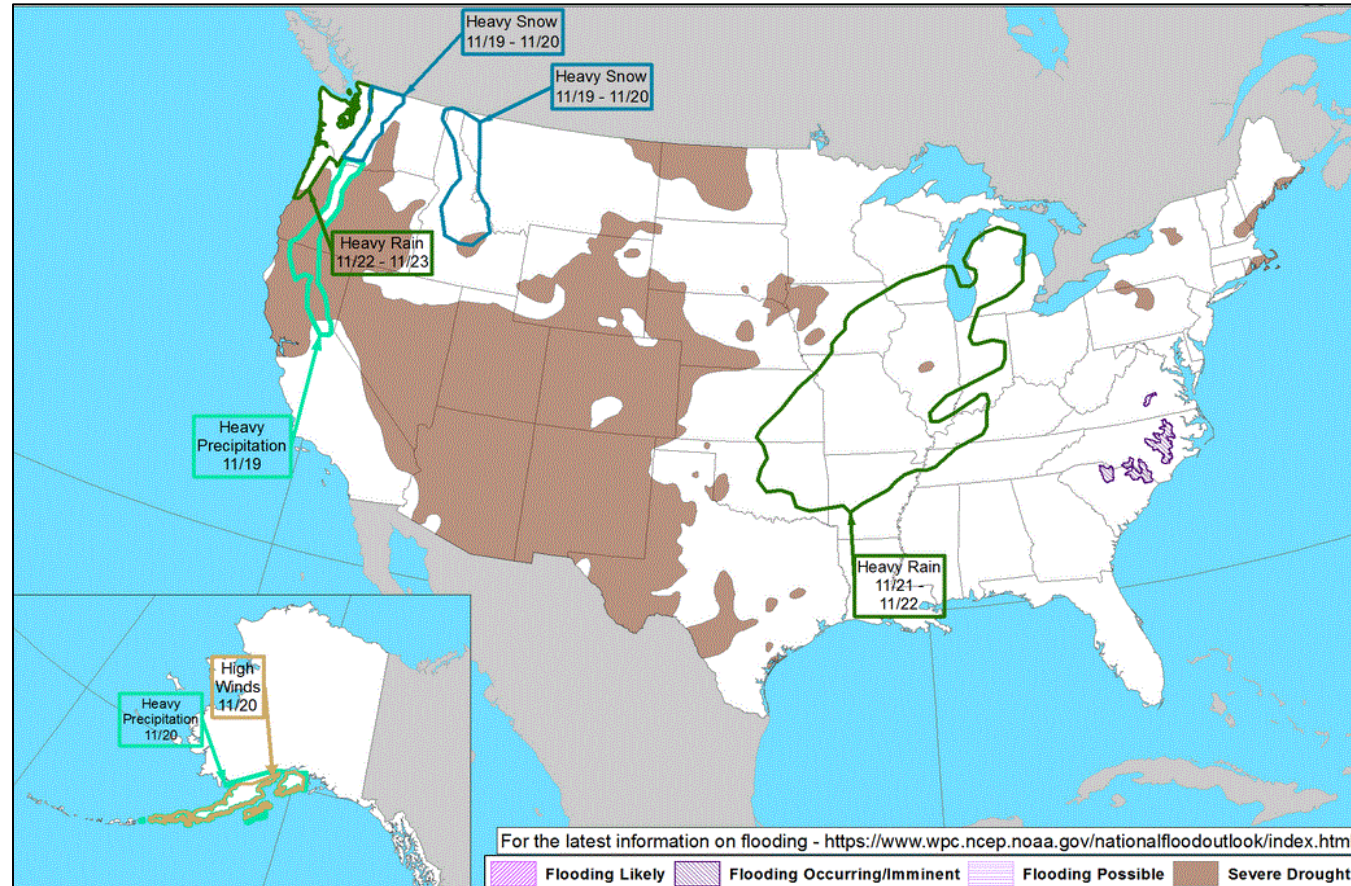 Heavy Snow
11/19 - 11/20
Heavy Snow
11/19 - 11/20
Heavy Rain
11/22 - 11/23
Heavy
Precipitation
11/19
Heavy Rain
11/21 -
11/22
High
Winds
11/20
Heavy
Precipitation
11/20
For the latest information on flooding - https://www.wpc.ncep.noaa.gov/nationalfloodoutlook/index.htm
Flooding Likely
Flooding Occurring/Imminent
Flooding Possible
Severe Drought